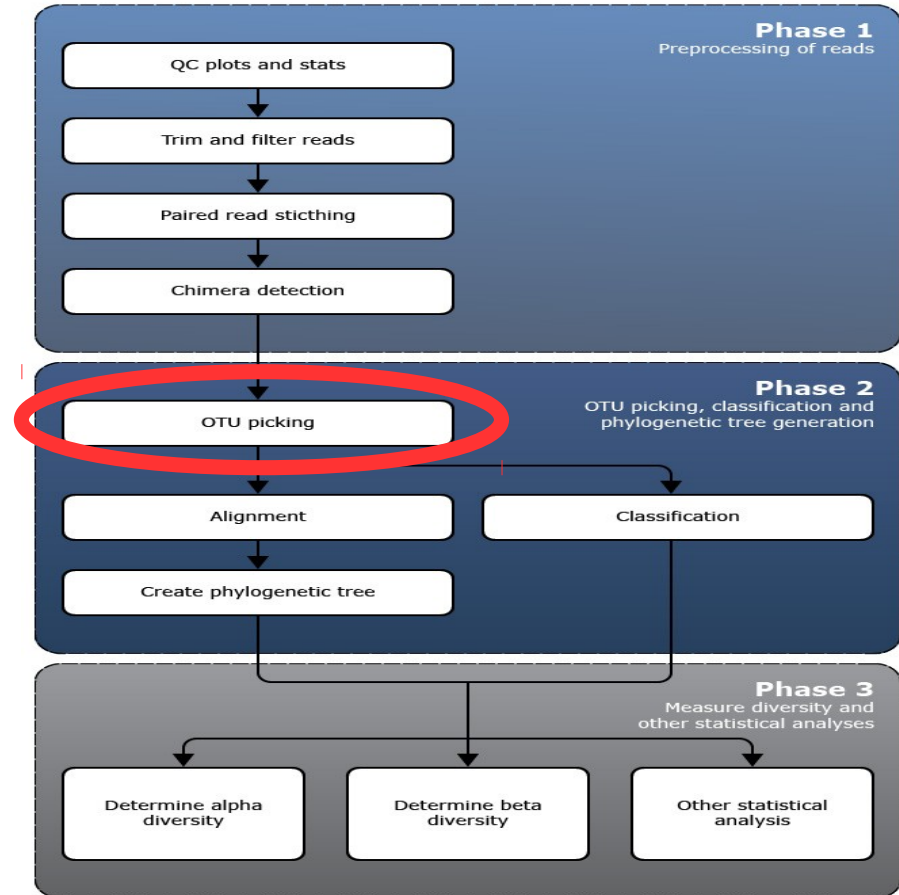 Phase 1
Preprocessing of reads
QC plots and stats
Trim and filter reads
Paired read sticthing
Chimera detection
Phase 2
OTU picking, classification and
phylogenetic tree generation
OTU picking
Alignment
Classification
Create phylogenetic tree
Phase 3
Measure diversity and
other statistical analyses
Determine alpha
diversity
Determine beta
diversity
Other statistical
analysis